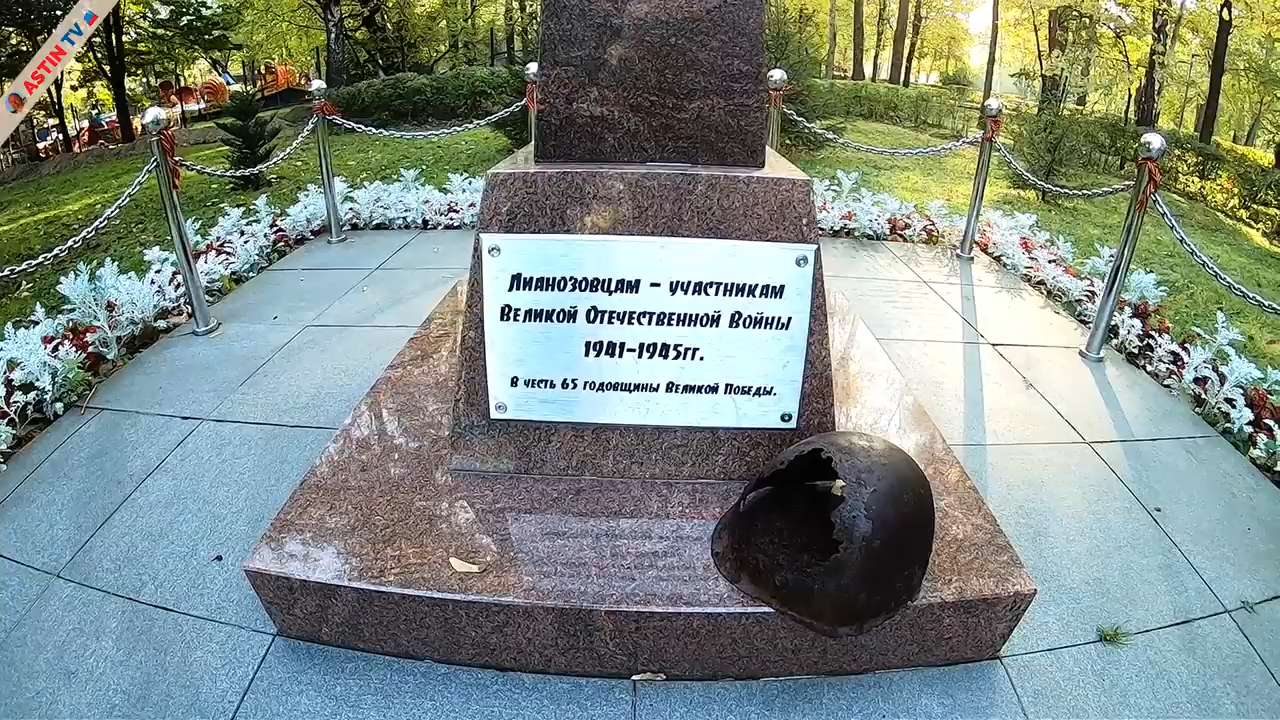 ASTIN TV
Лианозовцам – участникам
Великой Отечественной Войны
1941–1945гг.
В честь 65 годовщины Великой Победы.